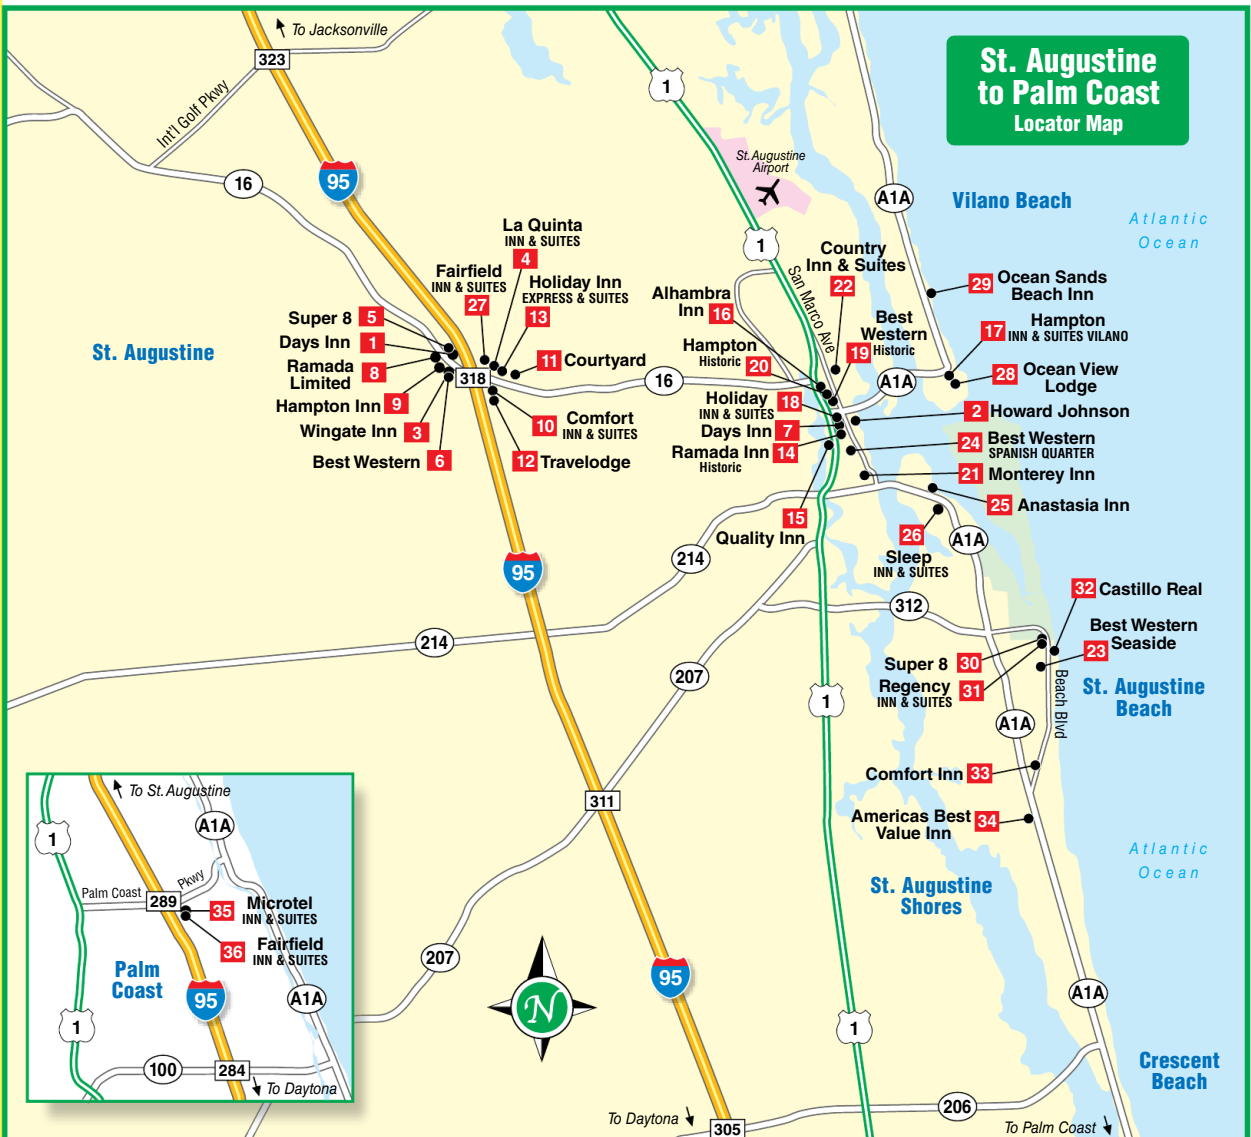 To Jacksonville
323
Int'l Golf Pkwy
16
95
1
St. Augustine
to Palm Coast
Locator Map
St. Augustine
Airport
A1A
Vilano Beach
Atlantic
Ocean
1
La Quinta
INN & SUITES
4
Fairfield
INN & SUITES
27
Holiday Inn
EXPRESS & SUITES
13
Super 8 5
Days Inn 1
Ramada
Limited
8
Hampton Inn 9
Wingate Inn 3
Best Western 6
318
11 Courtyard
10 Comfort
INN & SUITES
12 Travelodge
St. Augustine
16
San Marco Ave
Country
Inn & Suites
22
Alhambra
Inn 16
Best
Western
19 Historic
Hampton
Historic
20
Holiday
INN & SUITES
18
Days Inn 7
Ramada Inn 14
Historic
15
Quality Inn
A1A
29 Ocean Sands
Beach Inn
17 Hampton
INN & SUITES VILANO
28 Ocean View
Lodge
2 Howard Johnson
24 Best Western
SPANISH QUARTER
21 Monterey Inn
25 Anastasia Inn
26
Sleep
INN & SUITES
A1A
95
214
214
312
207
32 Castillo Real
Best Western
Seaside
23
Super 8 30
Regency
INN & SUITES
31
Beach Blvd
St. Augustine
Beach
1
A1A
Comfort Inn 33
Americas Best
Value Inn
34
311
Atlantic
Ocean
St. Augustine
Shores
207
95
N
1
A1A
Crescent
Beach
206
To Daytona
305
To Palm Coast
To St. Augustine
A1A
1
Palm Coast
Pkwy
289
35 Microtel
INN & SUITES
36 Fairfield
INN & SUITES
Palm
Coast
95
A1A
1
100
284
To Daytona